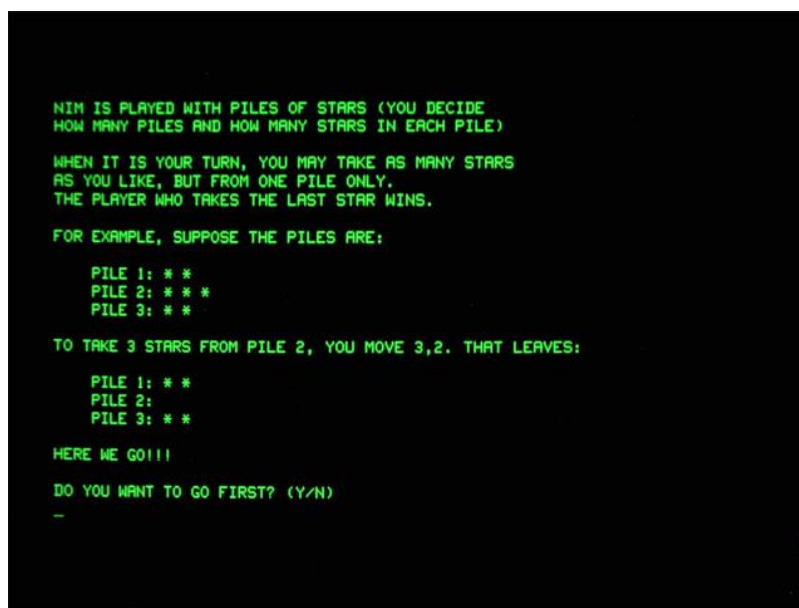 NIM IS PLAYED WITH PILES OF STARS (YOU DECIDE
HOW MANY PILES AND HOW MANY STARS IN EACH PILE)
WHEN IT IS YOUR TURN, YOU MAY TAKE AS MANY STARS
AS YOU LIKE, BUT FROM ONE PILE ONLY.
THE PLAYER WHO TAKES THE LAST STAR WINS.
FOR EXAMPLE, SUPPOSE THE PILES ARE:
PILE 1: * *
PILE 2: * * *
PILE 3: * *
TO TAKE 3 STARS FROM PILE 2, YOU MOVE 3,2. THAT LEAVES:
PILE 1: * *
PILE 2:
PILE 3: * *
HERE WE GO!!!
DO YOU WANT TO GO FIRST? (Y/N)
_